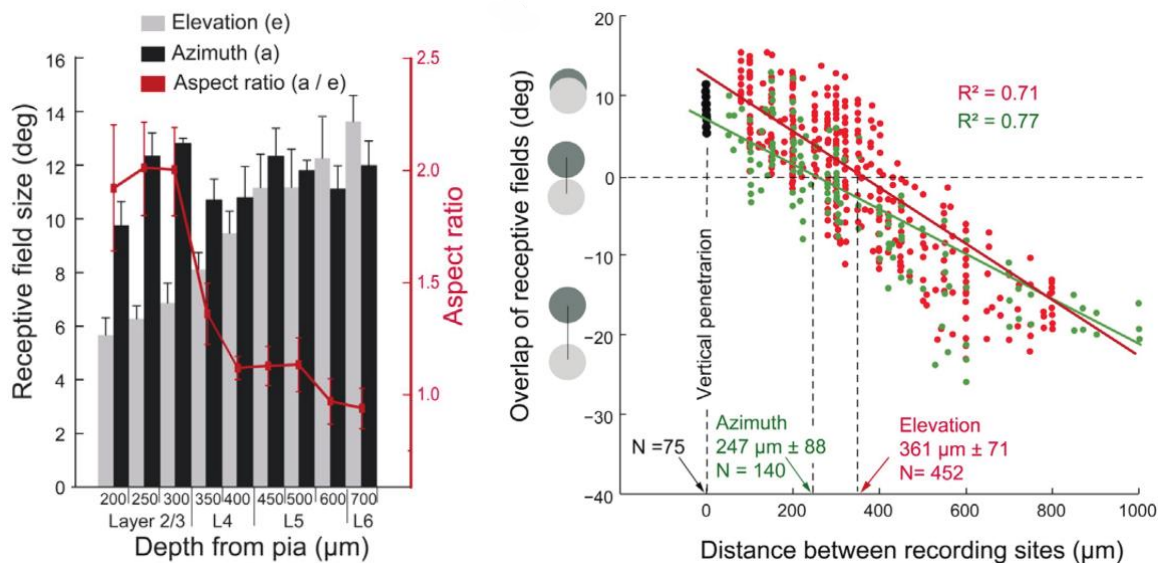 Elevation (e)
Azimuth (a)
Aspect ratio (a / e)
Receptive field size (deg)
16
14
12
10
8
6
4
2
0
2.5
2.0
1.5
1.0
Aspect ratio
200 250 300 350 400 450 500 600 700
Layer 2/3 L4 L5 L6
Depth from pia (µm)
Overlap of receptive fields (deg)
20
10
0
−10
−20
−30
−40
R² = 0.71
R² = 0.77
Vertical penetrarion
N =75
Azimuth
247 µm ± 88
N = 140
Elevation
361 µm ± 71
N= 452
0 200 400 600 800 1000
Distance between recording sites (µm)